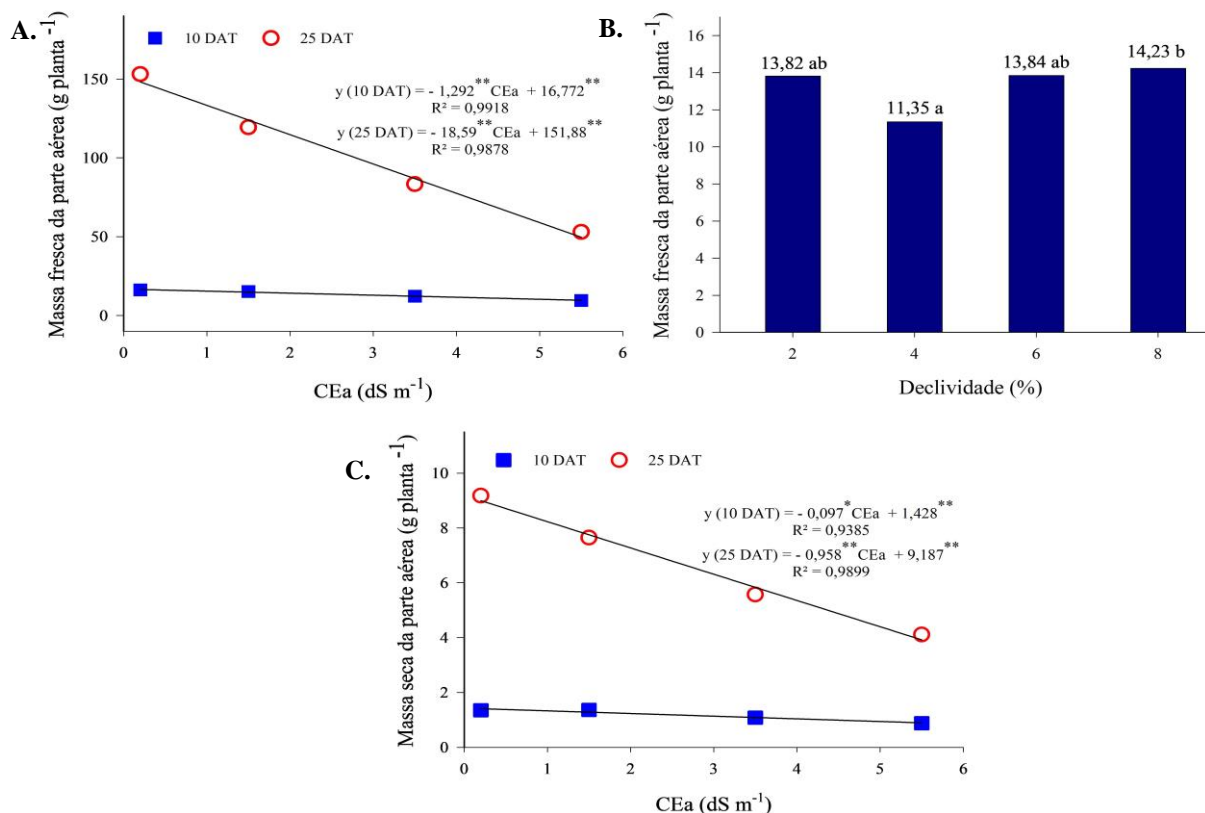 A.
10 DAT 25 DAT
y (10 DAT) = - 1,292**CEa + 16,772**
R² = 0,9918
y (25 DAT) = - 18,59**CEa + 151,88**
R² = 0,9878
Massa fresca da parte aérea (g planta -1)
150
100
50
0
0 1 2 3 4 5 6
CEa (dS m-1)
B.
Massa fresca da parte aérea (g planta -1)
16
14
12
10
8
6
4
2
0
13,82 ab 11,35 a 13,84 ab 14,23 b
2 4 6 8
Declividade (%)
C.
10 DAT 25 DAT
y (10 DAT) = - 0,097*CEa + 1,428**
R² = 0,9385
y (25 DAT) = - 0,958**CEa + 9,187**
R² = 0,9899
Massa seca da parte aérea (g planta -1)
10
8
6
4
2
0
0 1 2 3 4 5 6
CEa (dS m-1)